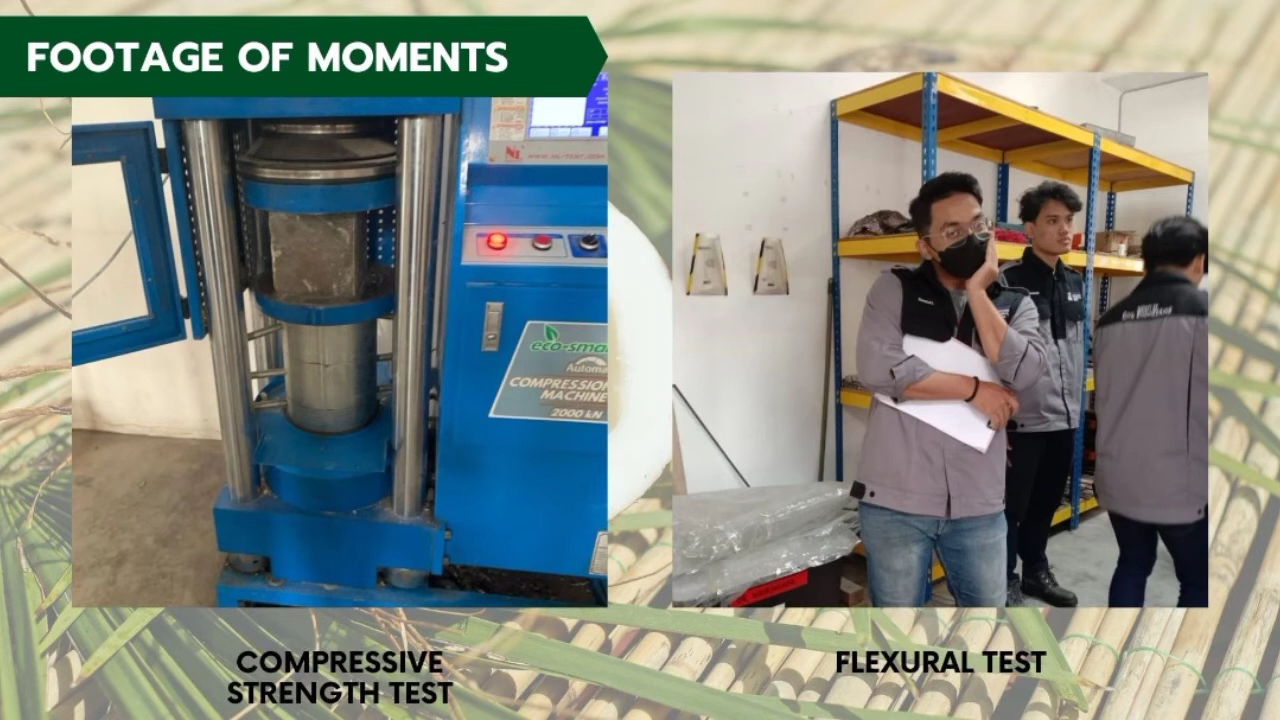 FOOTAGE OF MOMENTS
eco-smar
Automa
COMPRESSION
MACHINE
2000 kN
COMPRESSIVE
STRENGTH TEST
FLEXURAL TEST